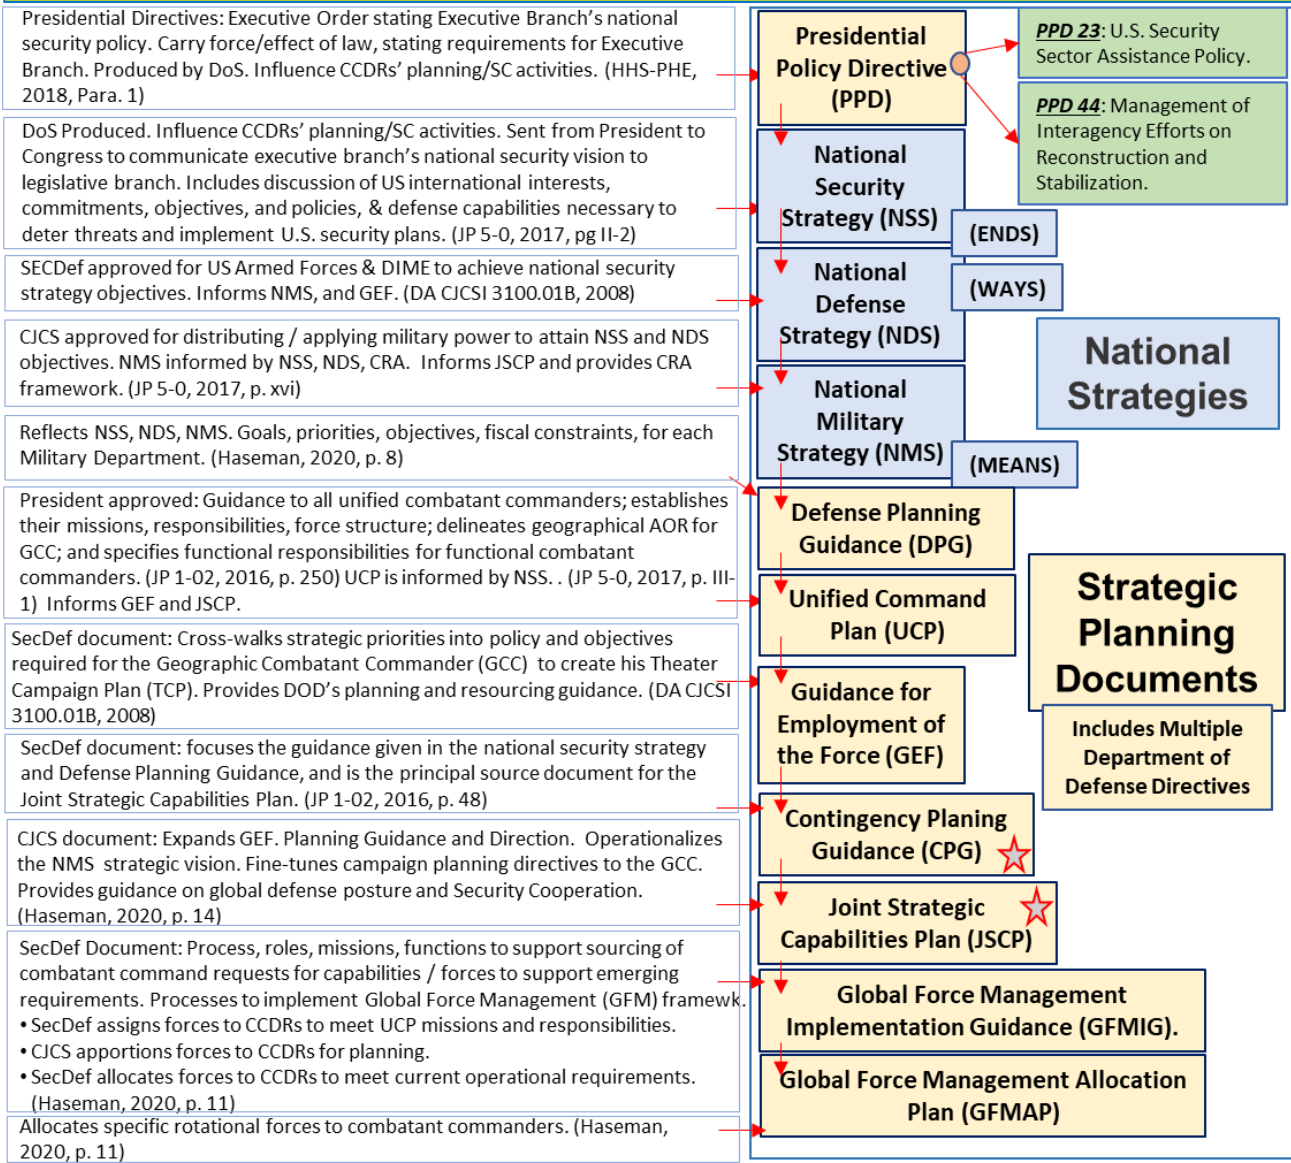 Presidential Directives: Executive Order stating Executive Branch's national
security policy. Carry force/effect of law, stating requirements for Executive
Branch. Produced by DoS. Influence CCDRs' planning/SC activities. (HHS-PHE,
2018, Para. 1)
Presidential
Policy Directive
(PPD)
PPD 23: U.S. Security
Sector Assistance Policy.
PPD 44: Management of
Interagency Efforts on
Reconstruction and
Stabilization.
DoS Produced. Influence CCDRs' planning/SC activities. Sent from President to
Congress to communicate executive branch's national security vision to
legislative branch. Includes discussion of US international interests,
commitments, objectives, and policies, & defense capabilities necessary to
deter threats and implement U.S. security plans. (JP 5-0, 2017, pg II-2)
National
Security
Strategy (NSS)
(ENDS)
SECDef approved for US Armed Forces & DIME to achieve national security
strategy objectives. Informs NMS, and GEF. (DA CJCSI 3100.01B, 2008)
National
Defense
Strategy (NDS)
(WAYS)
CJCS approved for distributing / applying military power to attain NSS and NDS
objectives. NMS informed by NSS, NDS, CRA.  Informs JSCP and provides CRA
framework. (JP 5-0, 2017, p. xvi)
National
Military
Strategy (NMS)
(MEANS)
National
Strategies
Reflects NSS, NDS, NMS. Goals, priorities, objectives, fiscal constraints, for each
Military Department. (Haseman, 2020, p. 8)
Defense Planning
Guidance (DPG)
President approved: Guidance to all unified combatant commanders; establishes
their missions, responsibilities, force structure; delineates geographical AOR for
GCC; and specifies functional responsibilities for functional combatant
commanders. (JP 1-02, 2016, p. 250) UCP is informed by NSS. . (JP 5-0, 2017, p. III-
1)  Informs GEF and JSCP.
Unified Command
Plan (UCP)
Strategic
Planning
Documents
Includes Multiple
Department of
Defense Directives
SecDef document: Cross-walks strategic priorities into policy and objectives
required for the Geographic Combatant Commander (GCC)  to create his Theater
Campaign Plan (TCP). Provides DOD's planning and resourcing guidance. (DA CJCSI
3100.01B, 2008)
Guidance for
Employment of
the Force (GEF)
SecDef document: focuses the guidance given in the national security strategy
and Defense Planning Guidance, and is the principal source document for the
Joint Strategic Capabilities Plan. (JP 1-02, 2016, p. 48)
Contingency Planing
Guidance (CPG)
CJCS document: Expands GEF. Planning Guidance and Direction.  Operationalizes
the NMS  strategic vision. Fine-tunes campaign planning directives to the GCC.
Provides guidance on global defense posture and Security Cooperation.
(Haseman, 2020, p. 14)
Joint Strategic
Capabilities Plan (JSCP)
SecDef Document: Process, roles, missions, functions to support sourcing of
combatant command requests for capabilities / forces to support emerging
requirements. Processes to implement Global Force Management (GFM) framewk.
• SecDef assigns forces to CCDRs to meet UCP missions and responsibilities.
• CJCS apportions forces to CCDRs for planning.
• SecDef allocates forces to CCDRs to meet current operational requirements.
(Haseman, 2020, p. 11)
Global Force Management
Implementation Guidance (GFMIG).
Allocates specific rotational forces to combatant commanders. (Haseman,
2020, p. 11)
Global Force Management Allocation
Plan (GFMAP)